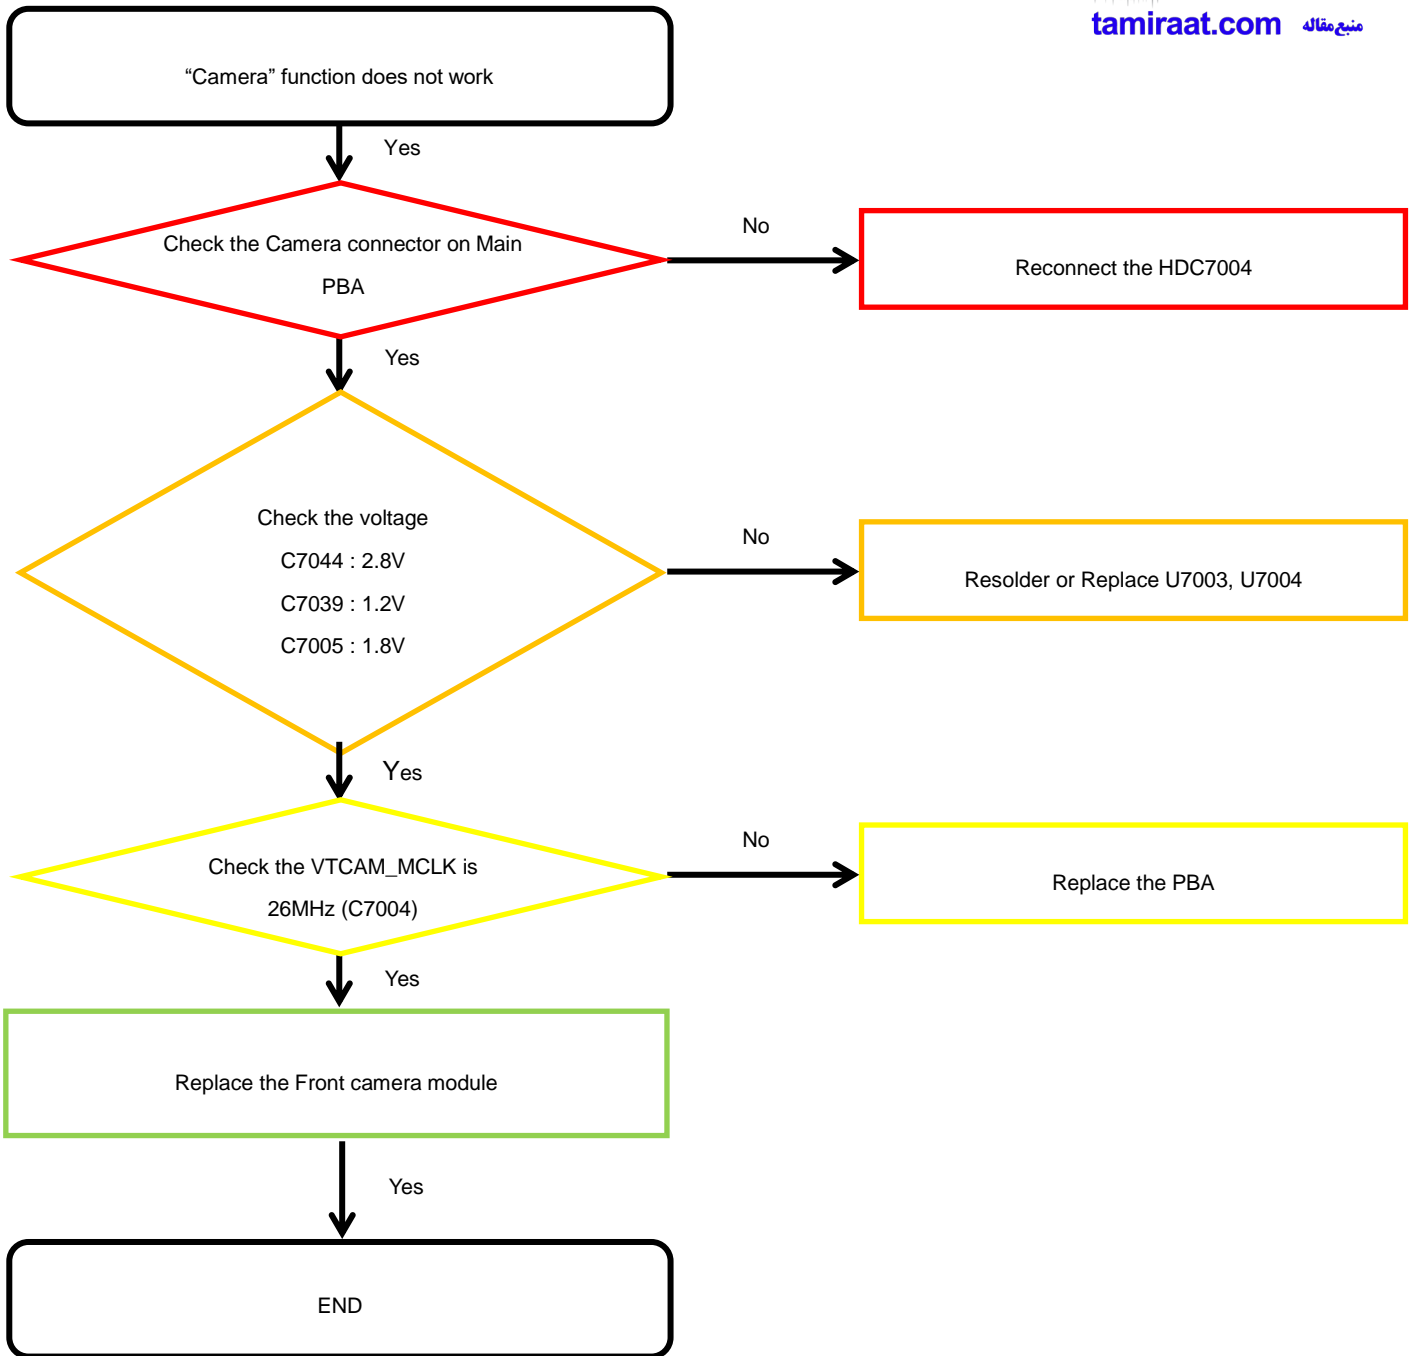 tamiraat.com منبع مقاله
“Camera” function does not work
Yes
Check the Camera connector on Main
PBA
No
Reconnect the HDC7004
Yes
Check the voltage
C7044 : 2.8V
C7039 : 1.2V
C7005 : 1.8V
No
Resolder or Replace U7003, U7004
Yes
Check the VTCAM_MCLK is
26MHz (C7004)
No
Replace the PBA
Yes
Replace the Front camera module
Yes
END